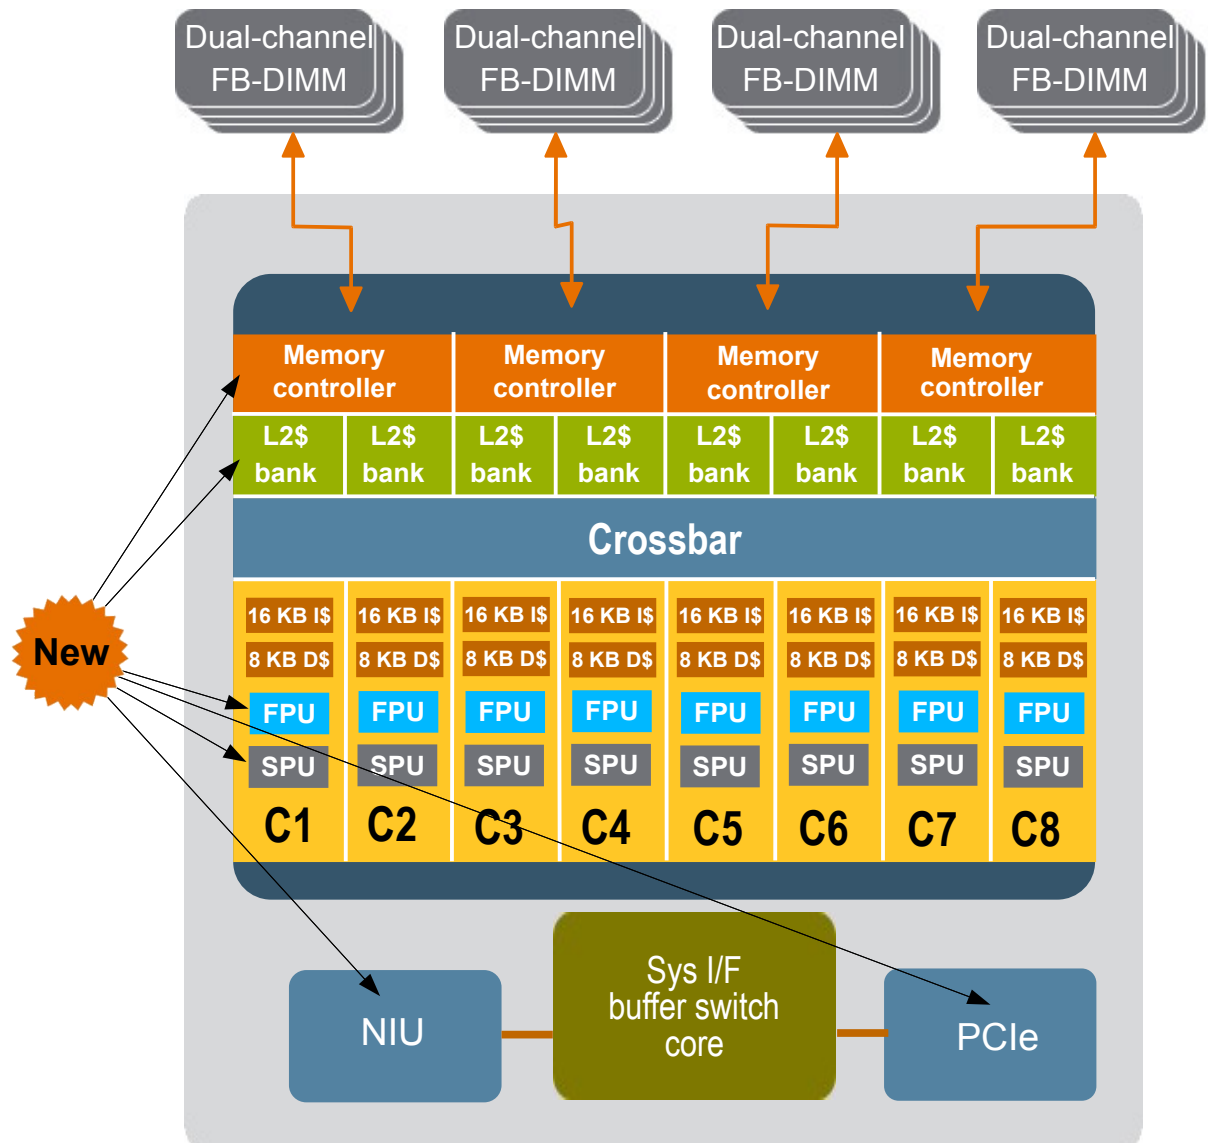 Dual-channel Dual-channel Dual-channel Dual-channel
FB-DIMM FB-DIMM FB-DIMM FB-DIMM
Memory Memory Memory Memory
controller controller controller controller
L2$ L2$ L2$ L2$ L2$ L2$ L2$ L2$
bank bank bank bank bank bank bank bank
Crossbar
16 KB I$ 16 KB I$ 16 KB I$ 16 KB I$ 16 KB I$ 16 KB I$ 16 KB I$ 16 KB I$
New
8 KB D$ 8 KB D$ 8 KB D$ 8 KB D$ 8 KB D$ 8 KB D$ 8 KB D$ 8 KB D$
FPU FPU FPU FPU FPU FPU FPU FPU
SPU SPU SPU SPU SPU SPU SPU SPU
C1 C2 C3 C4 C5 C6 C7 C8
NIU
Sys I/F
buffer switch
core
PCIe